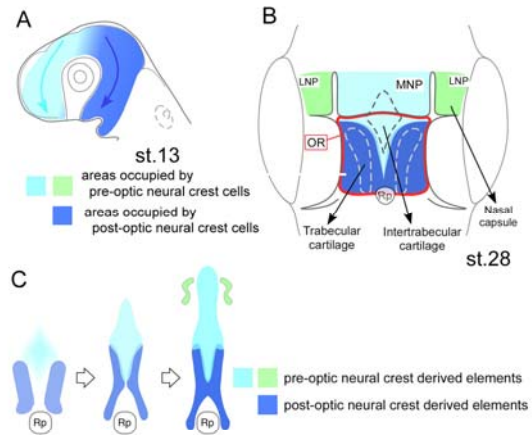 A
st.13
areas occupied by
pre-optic neural crest cells
areas occupied by
post-optic neural crest cells
B
LNP
MNP
LNP
OR
Rp
Trabecular
cartilage
Intertrabecular
cartilage
Nasal
capsule
st.28
C
Rp
Rp
Rp
pre-optic neural crest derived elements
post-optic neural crest derived elements